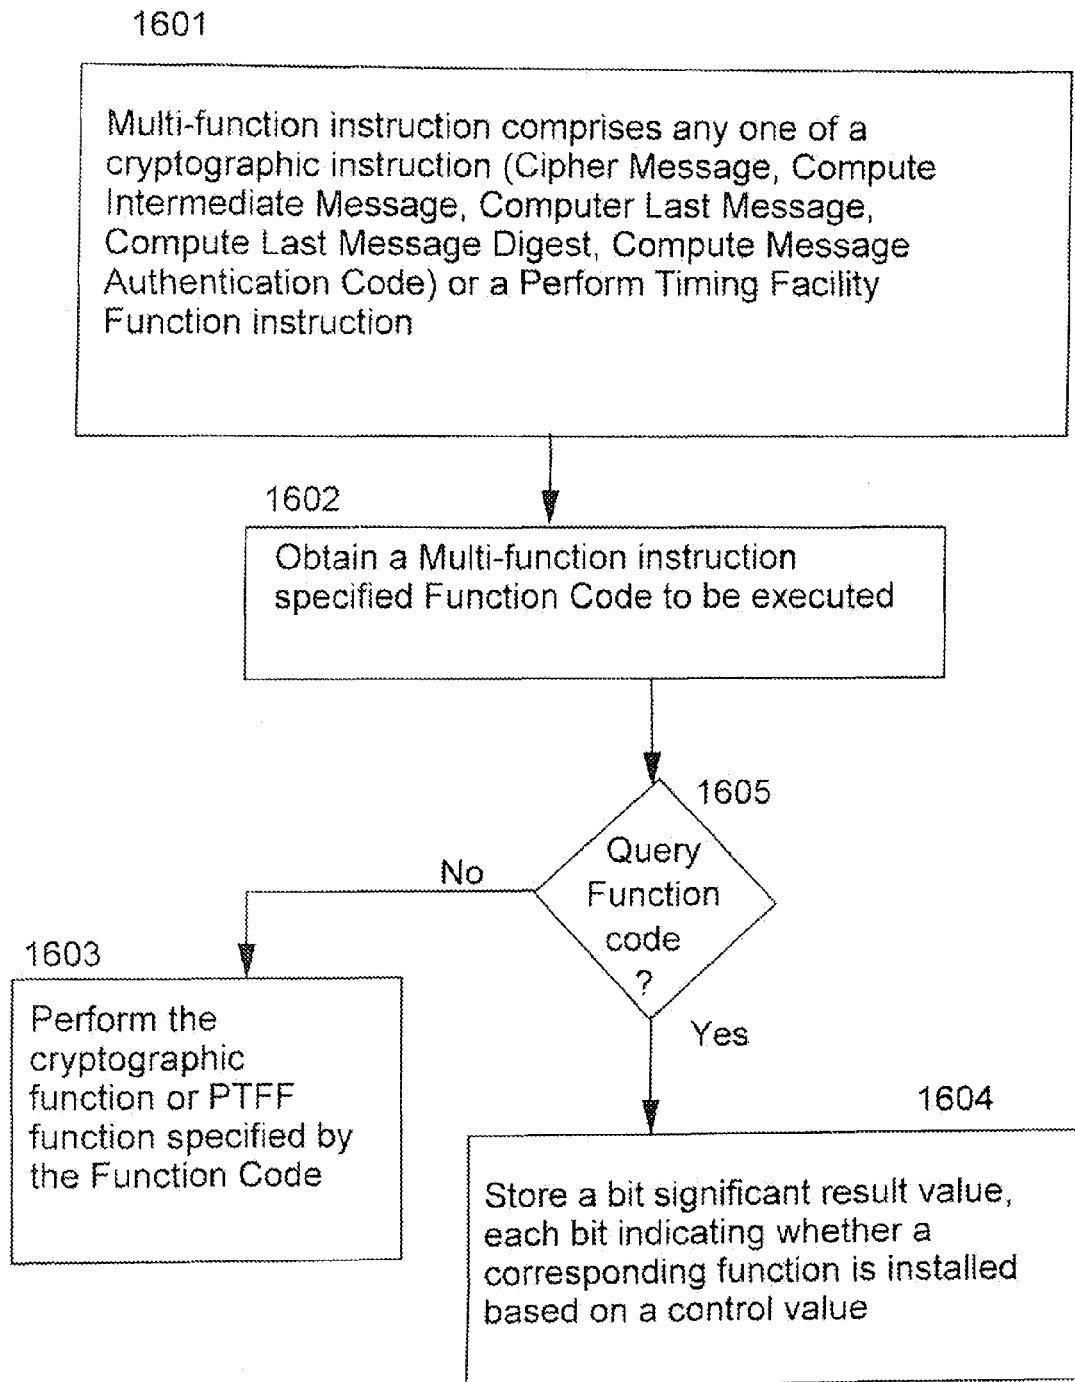 1601
Multi-function instruction comprises any one of a
cryptographic instruction (Cipher Message, Compute
Intermediate Message, Computer Last Message,
Compute Last Message Digest, Compute Message
Authentication Code) or a Perform Timing Facility
Function instruction
1602
Obtain a Multi-function instruction
specified Function Code to be executed
1605
Query
Function
code
?
No
Yes
1603
Perform the
cryptographic
function or PTFF
function specified by
the Function Code
1604
Store a bit significant result value,
each bit indicating whether a
corresponding function is installed
based on a control value